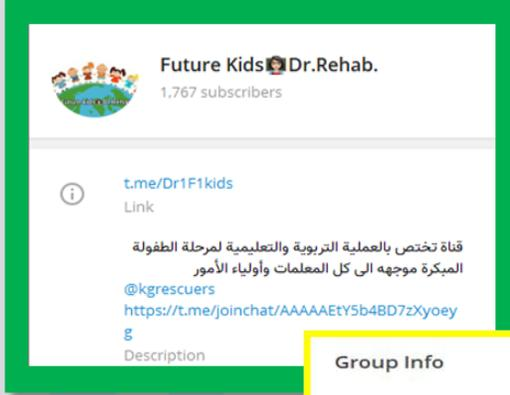 Future Kids👩🏻‍🏫Dr.Rehab.
1,767 subscribers
t.me/Dr1F1kids
Link
قناة تختص بالعملية التربوية والتعليمية لمرحلة الطفولة
المبكرة موجهه الى كل المعلمات وأولياء الأمور
@kgrescuers
https://t.me/joinchat/AAAAAEtY5b4BD7zXyoey
g
Description
Group Info